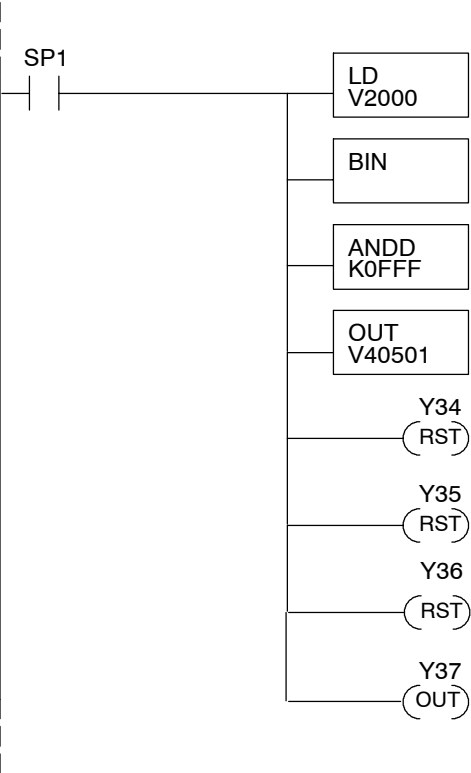 SP1
LD
V2000
BIN
ANDD
K0FFF
OUT
V40501
Y34
RST
Y35
RST
Y36
RST
Y37
OUT